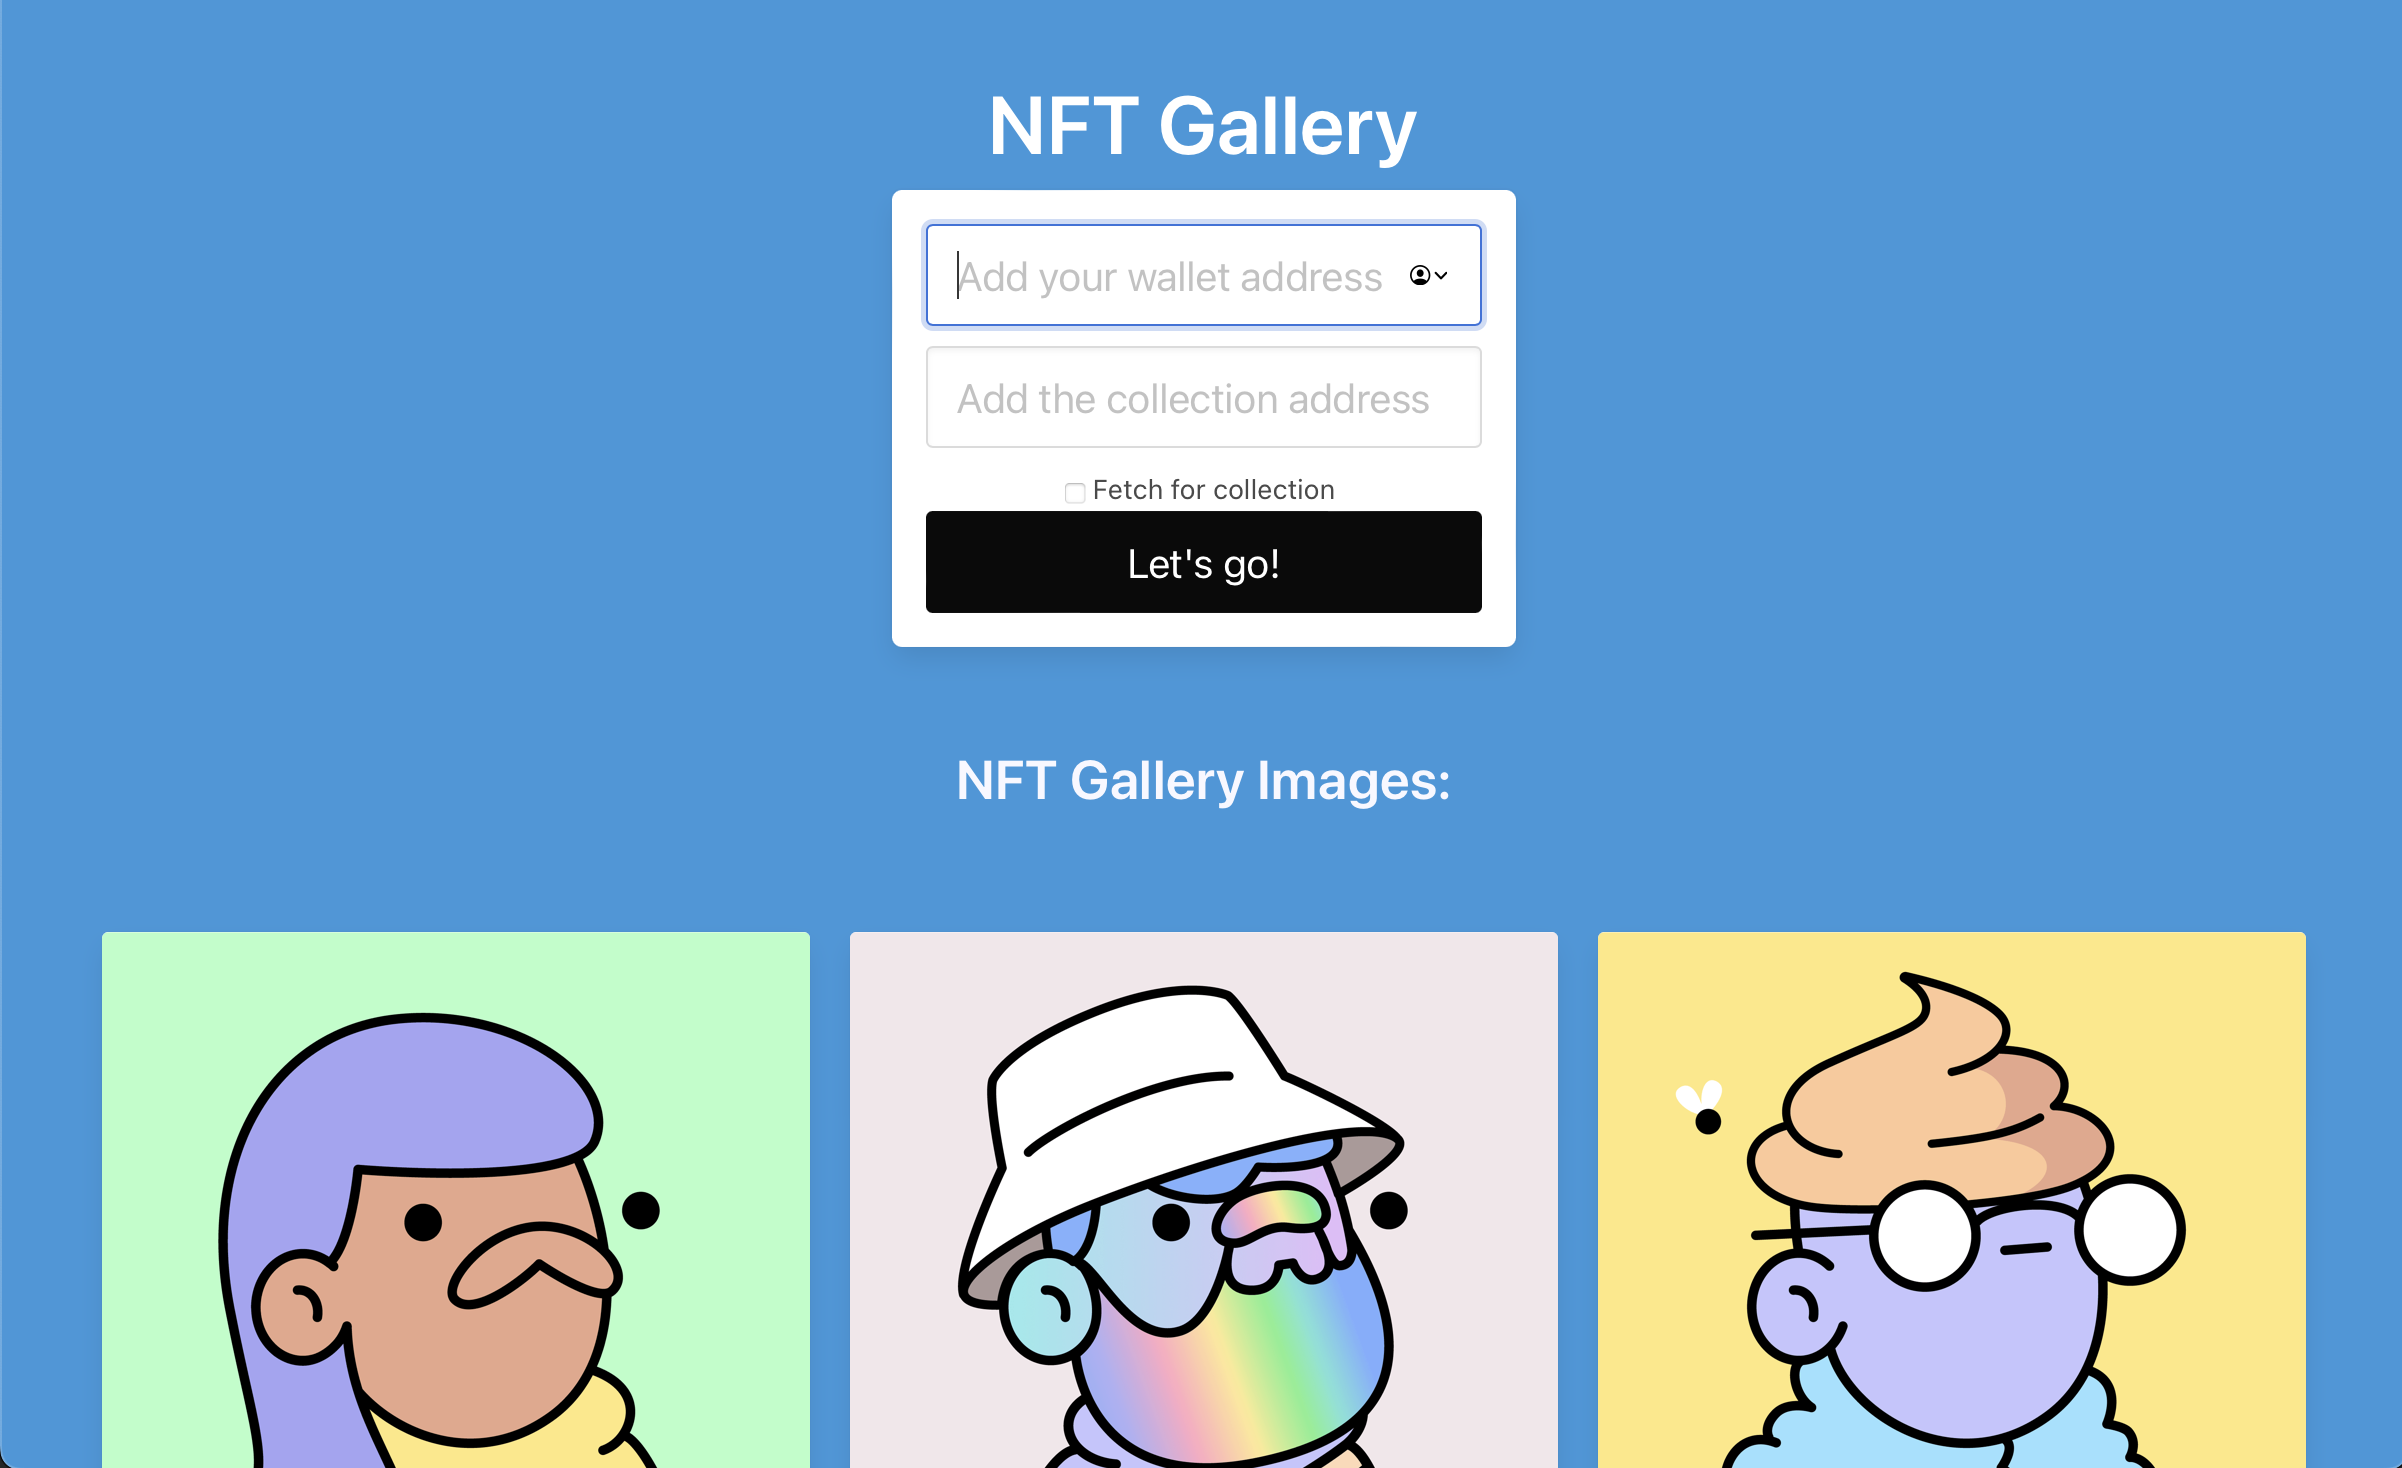 NFT Gallery
Add your wallet address
Add the collection address
Fetch for collection
Let's go!
NFT Gallery Images: